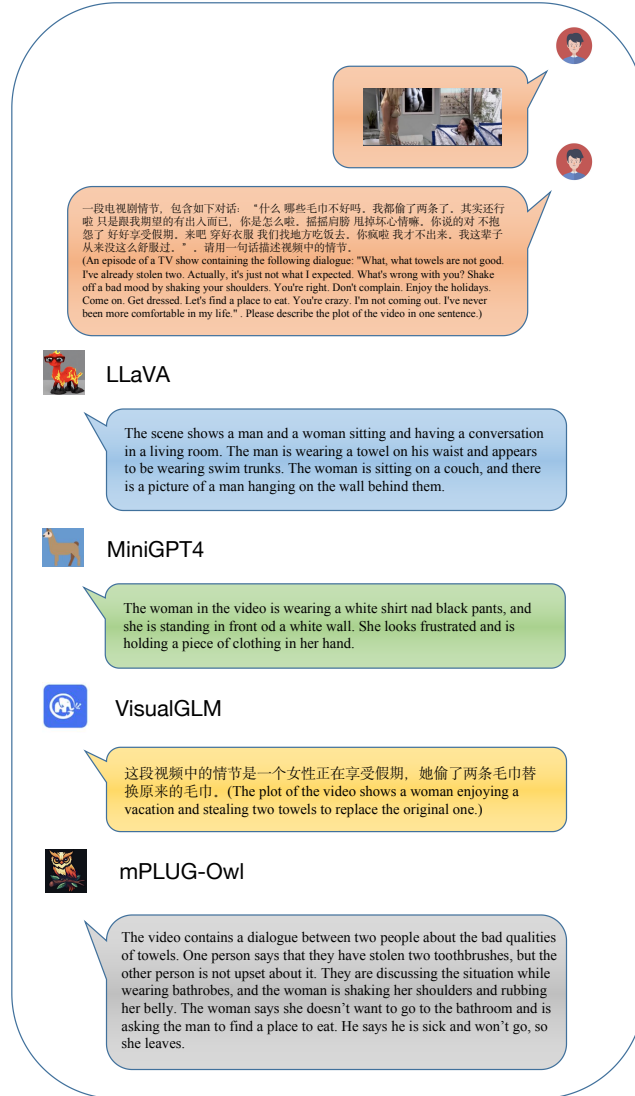 一段电视剧情节，包含如下对话： “什么 哪些毛巾不好吗．我都偷了两条了．其实还行
啦 只是跟我期望的有出入而已，你是怎么啦．摇摇肩膀 甩掉坏心情嘛．你说的对 不抱
怨了 好好享受假期．来吧 穿好衣服 我们找地方吃饭去．你疯啦 我才不出来．我这辈子
从来没这么舒服过．” ．请用一句话描述视频中的情节．
(An episode of a TV show containing the following dialogue: "What, what towels are not good.
I've already stolen two. Actually, it's just not what I expected. What's wrong with you? Shake
off a bad mood by shaking your shoulders. You're right. Don't complain. Enjoy the holidays.
Come on. Get dressed. Let's find a place to eat. You're crazy. I'm not coming out. I've never
been more comfortable in my life." . Please describe the plot of the video in one sentence.)
LLaVA
The scene shows a man and a woman sitting and having a conversation
in a living room. The man is wearing a towel on his waist and appears
to be wearing swim trunks. The woman is sitting on a couch, and there
is a picture of a man hanging on the wall behind them.
MiniGPT4
The woman in the video is wearing a white shirt nad black pants, and
she is standing in front od a white wall. She looks frustrated and is
holding a piece of clothing in her hand.
VisualGLM
这段视频中的情节是一个女性正在享受假期，她偷了两条毛巾替
换原来的毛巾．(The plot of the video shows a woman enjoying a
vacation and stealing two towels to replace the original one.)
mPLUG-Owl
The video contains a dialogue between two people about the bad qualities
of towels. One person says that they have stolen two toothbrushes, but the
other person is not upset about it. They are discussing the situation while
wearing bathrobes, and the woman is shaking her shoulders and rubbing
her belly. The woman says she doesn’t want to go to the bathroom and is
asking the man to find a place to eat. He says he is sick and won’t go, so
she leaves.